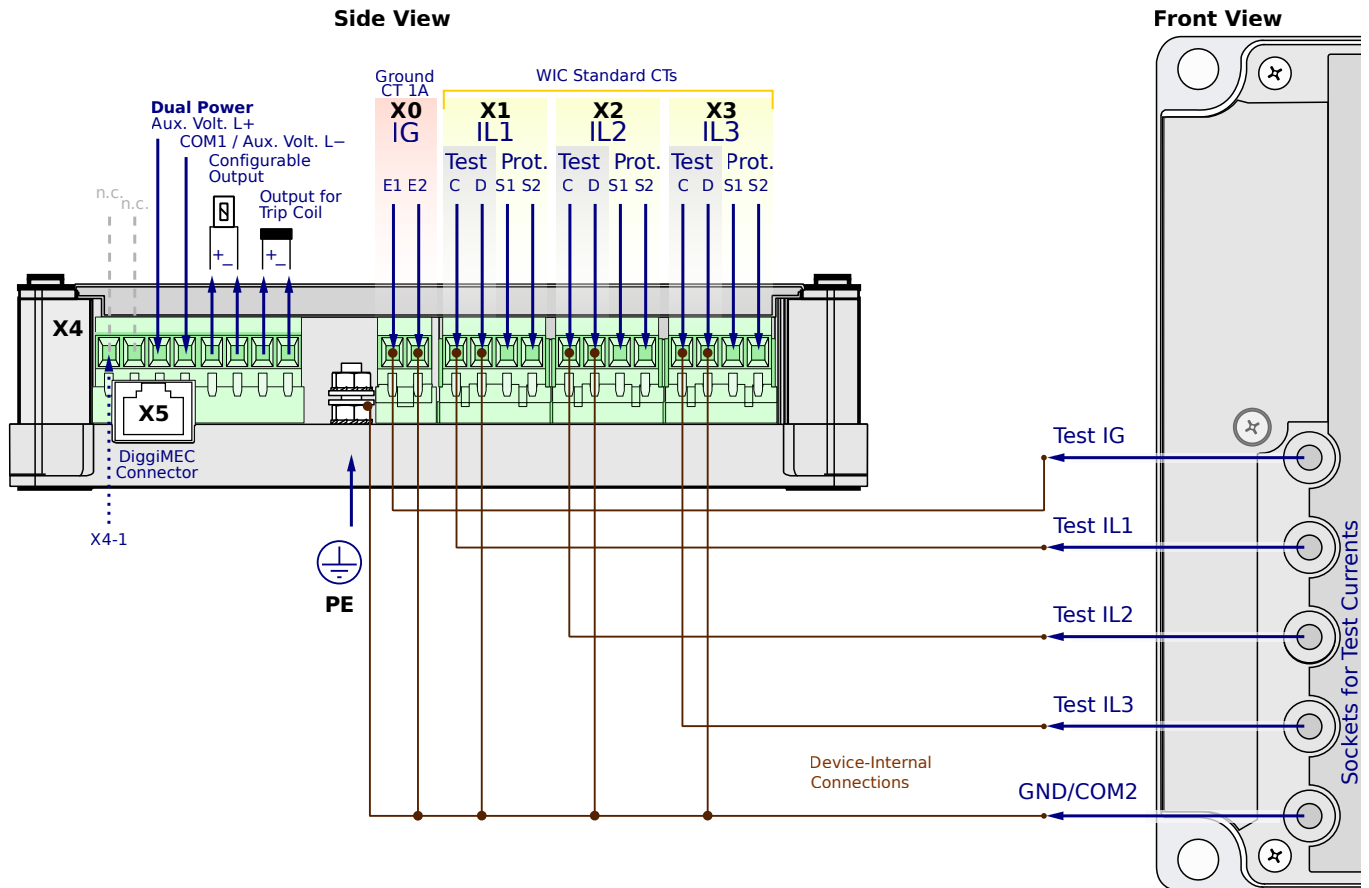 Side View
Front View
Ground
CT 1A
WIC Standard CTs
Dual Power
Aux. Volt. L+
COM1 / Aux. Volt. L−
Configurable
Output
Output for
Trip Coil
n.c.
n.c.
X0
IG
X1
IL1
X2
IL2
X3
IL3
Test Prot.
Test Prot.
Test Prot.
E1 E2
C D S1 S2
C D S1 S2
C D S1 S2
+ −
+ −
X4
X5
DiggiMEC
Connector
X4-1
PE
Test IG
Test IL1
Test IL2
Test IL3
GND/COM2
Device-Internal
Connections
Sockets for Test Currents